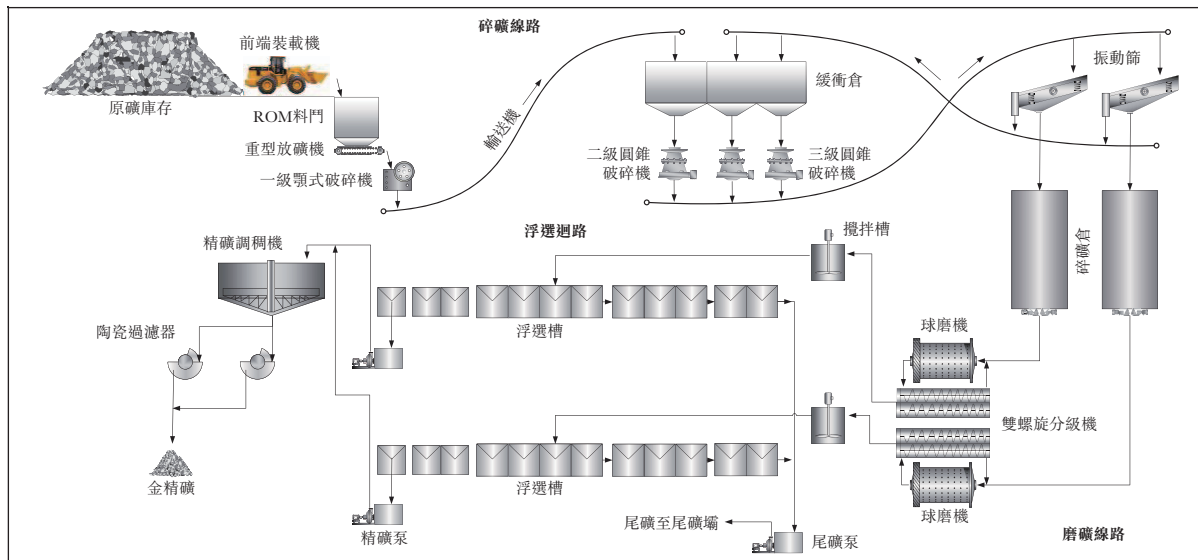 碎礦線路
前端裝載機
原礦庫存
ROM料鬥
重型放礦機
一級顎式破碎機
輸送機
緩衝倉
二級圓錐
破碎機
三級圓錐
破碎機
振動篩
碎礦倉
浮選迴路
攪拌槽
精礦調稠機
浮選槽
陶瓷過濾器
球磨機
雙螺旋分級機
金精礦
浮選槽
球磨機
精礦泵
尾礦至尾礦壩
尾礦泵
磨礦線路